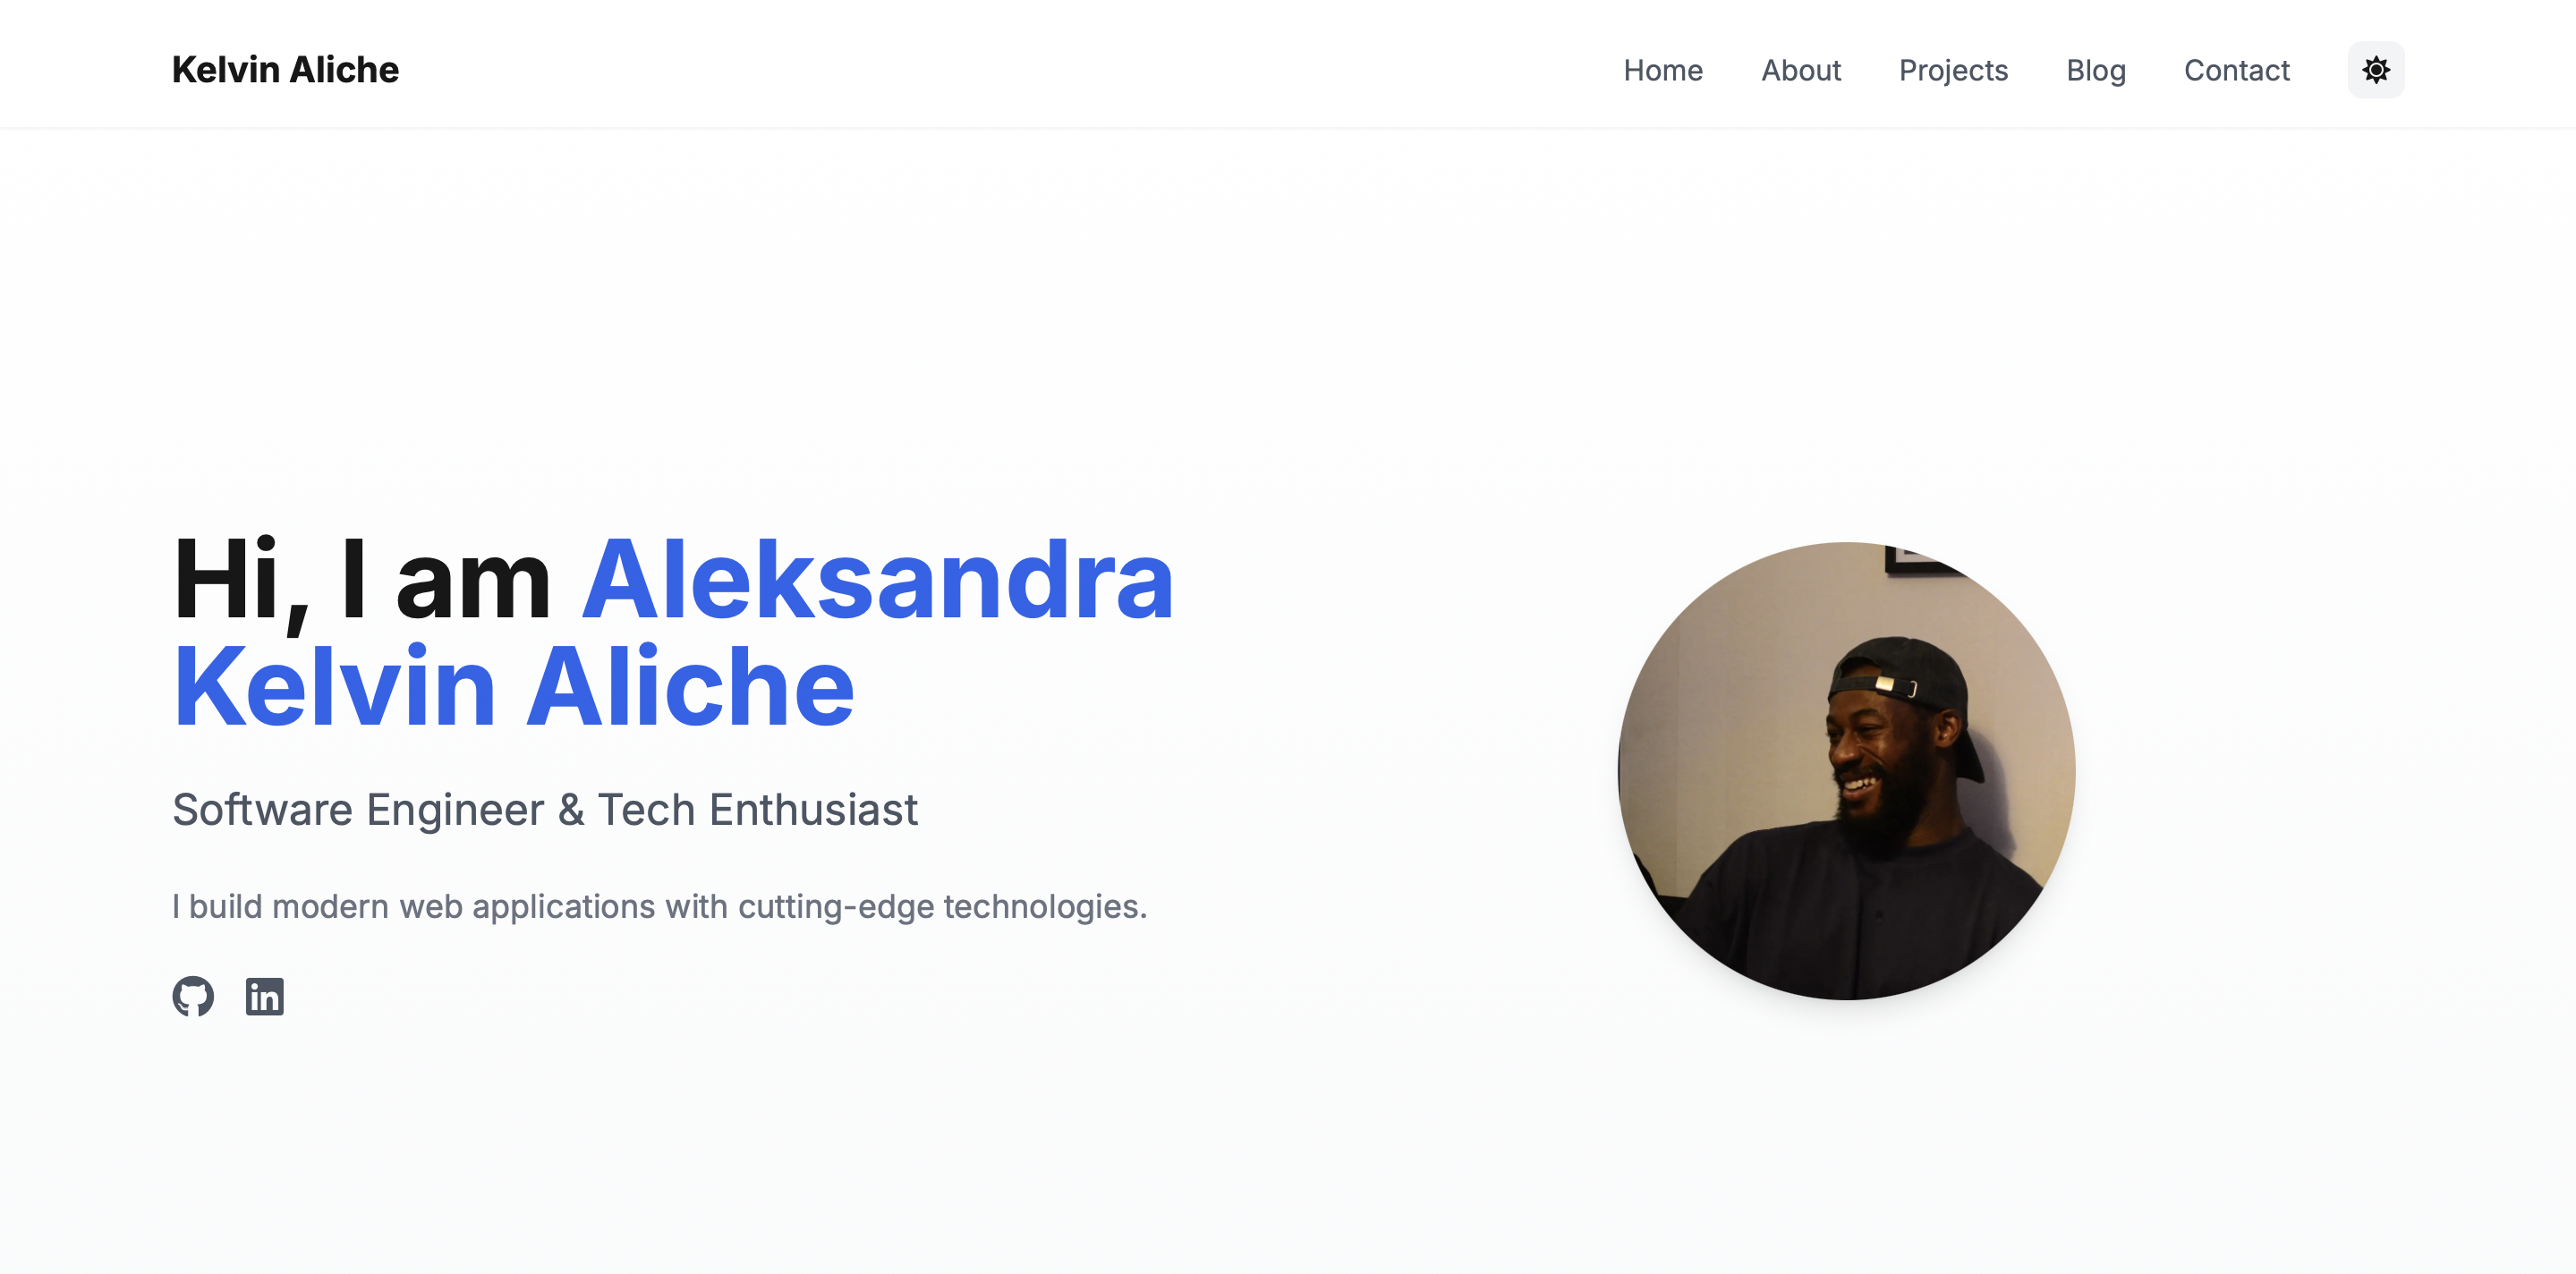 Kelvin Aliche
Home About Projects Blog Contact
Hi, I am Aleksandra
Kelvin Aliche
Software Engineer & Tech Enthusiast
I build modern web applications with cutting-edge technologies.
in